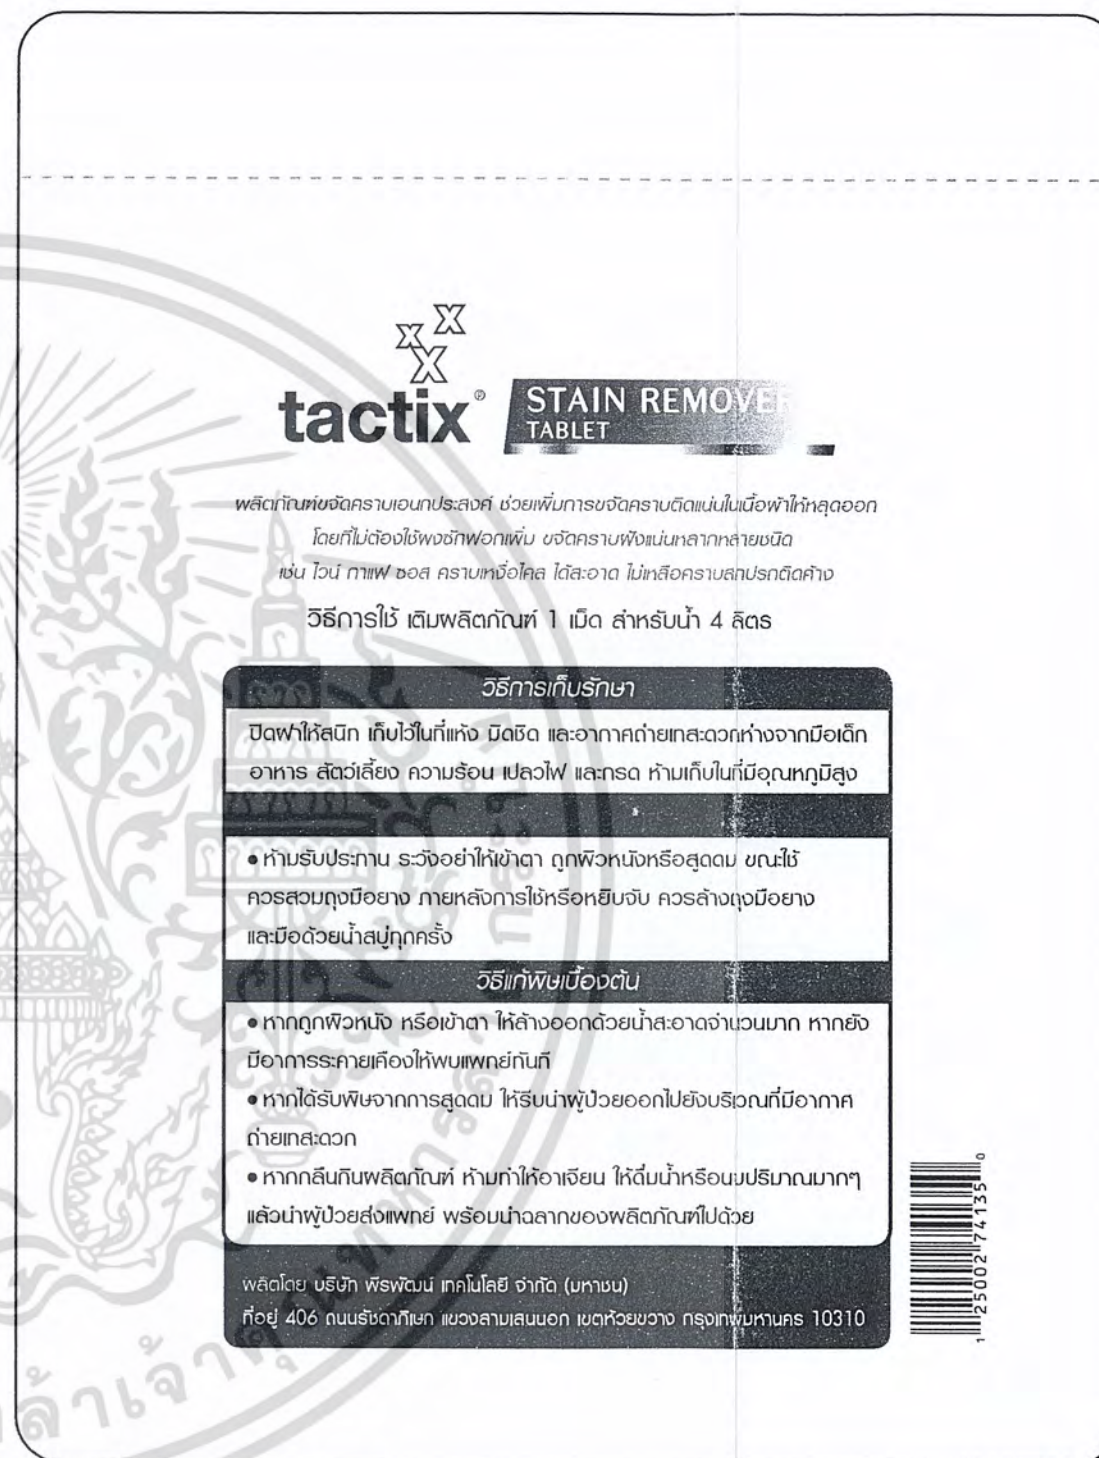 tactix®
STAIN REMOVER
TABLET
ผลิตภัณฑ์ขจัดคราบเอนกประสงค์ ช่วยเพิ่มการขจัดคราบติดแน่นในเนื้อผ้าให้หลุดออก
โดยที่ไม่ต้องใช้ผงซักฟอกเพิ่ม ขจัดคราบฝังแน่นหลากหลายชนิด
เช่น ไวน์ กาแฟ ซอส คราบเหงื่อไคล ได้สะอาด ไม่เหลือคราบสกปรกติดค้าง
วิธีการใช้ เติมผลิตภัณฑ์ 1 เม็ด สำหรับน้ำ 4 ลิตร
วิธีการเก็บรักษา
ปิดฝาให้สนิท เก็บไว้ในที่แห้ง มิดชิด และอากาศถ่ายเทสะดวกห่างจากมือเด็ก
อาหาร สัตว์เลี้ยง ความร้อน เปลวไฟ และกรด ห้ามเก็บในที่มีอุณหภูมิสูง
• ห้ามรับประทาน ระวังอย่าให้เข้าตา ถูกผิวหนังหรือสูดดม ขณะใช้
ควรสวมถุงมือยาง ภายหลังการใช้หรือหยิบจับ ควรล้างถุงมือยาง
และมือด้วยน้ำสบู่ทุกครั้ง
วิธีแก้พิษเบื้องต้น
• หากถูกผิวหนัง หรือเข้าตา ให้ล้างออกด้วยน้ำสะอาดจำนวนมาก หากยัง
มีอาการระคายเคืองให้พบแพทย์ทันที
• หากได้รับพิษจากการสูดดม ให้รีบนำผู้ป่วยออกไปยังบริเวณที่มีอากาศ
ถ่ายเทสะดวก
• หากกลืนกินผลิตภัณฑ์ ห้ามทำให้อาเจียน ให้ดื่มน้ำหรือนมปริมาณมากๆ
แล้วนำผู้ป่วยส่งแพทย์ พร้อมนำฉลากของผลิตภัณฑ์ไปด้วย
ผลิตโดย บริษัท พีรพัฒน์ เทคโนโลยี จำกัด (มหาชน)
ที่อยู่ 406 ถนนรัชดาภิเษก แขวงสามเสนนอก เขตห้วยขวาง กรุงเทพมหานคร 10310
1 25002 74135 0